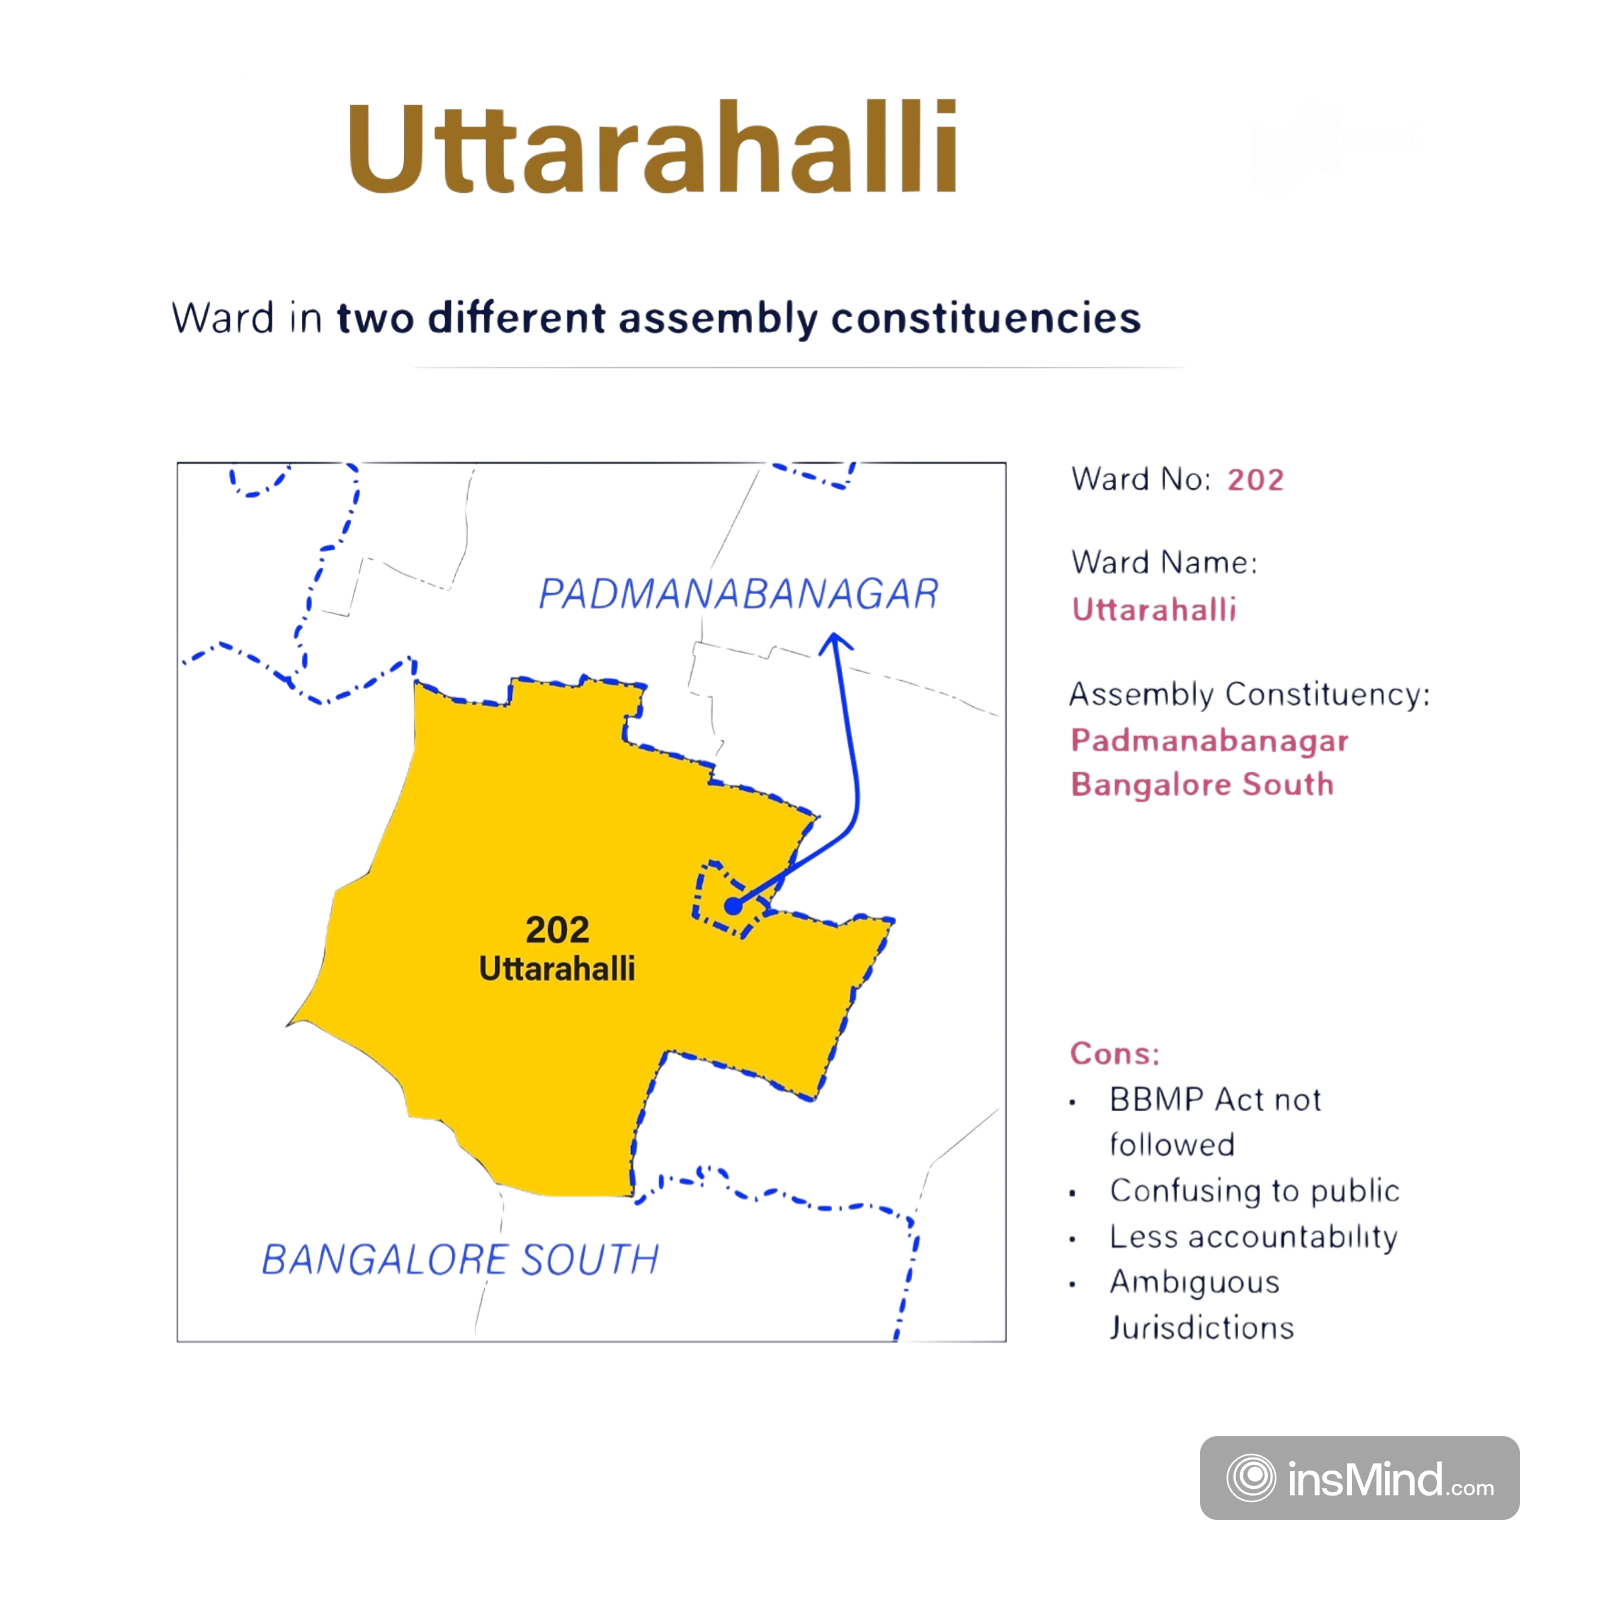 Uttarahalli
Ward in two different assembly constituencies
PADMANABANAGAR
202
Uttarahalli
BANGALORE SOUTH
Ward No: 202
Ward Name:
Uttarahalli
Assembly Constituency:
Padmanabanagar
Bangalore South
Cons:
• BBMP Act not
followed
• Confusing to public
• Less accountability
• Ambiguous
Jurisdictions
insMind.com